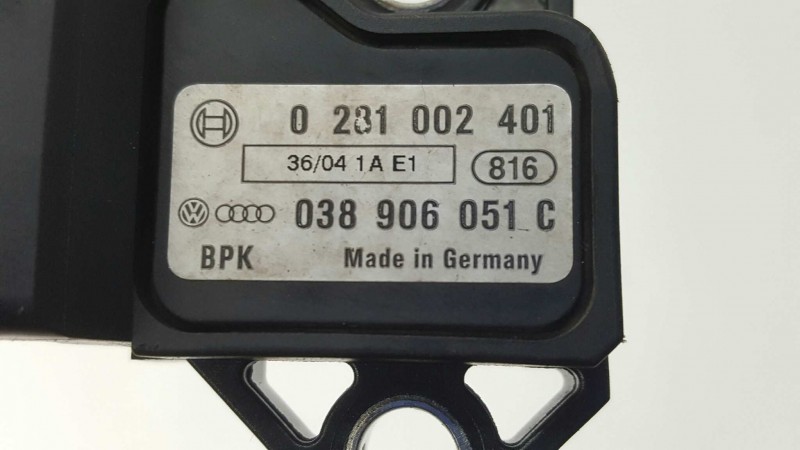 0 281 002 401
36/04 1A E1 816
038 906 051 C
BPK Made in Germany